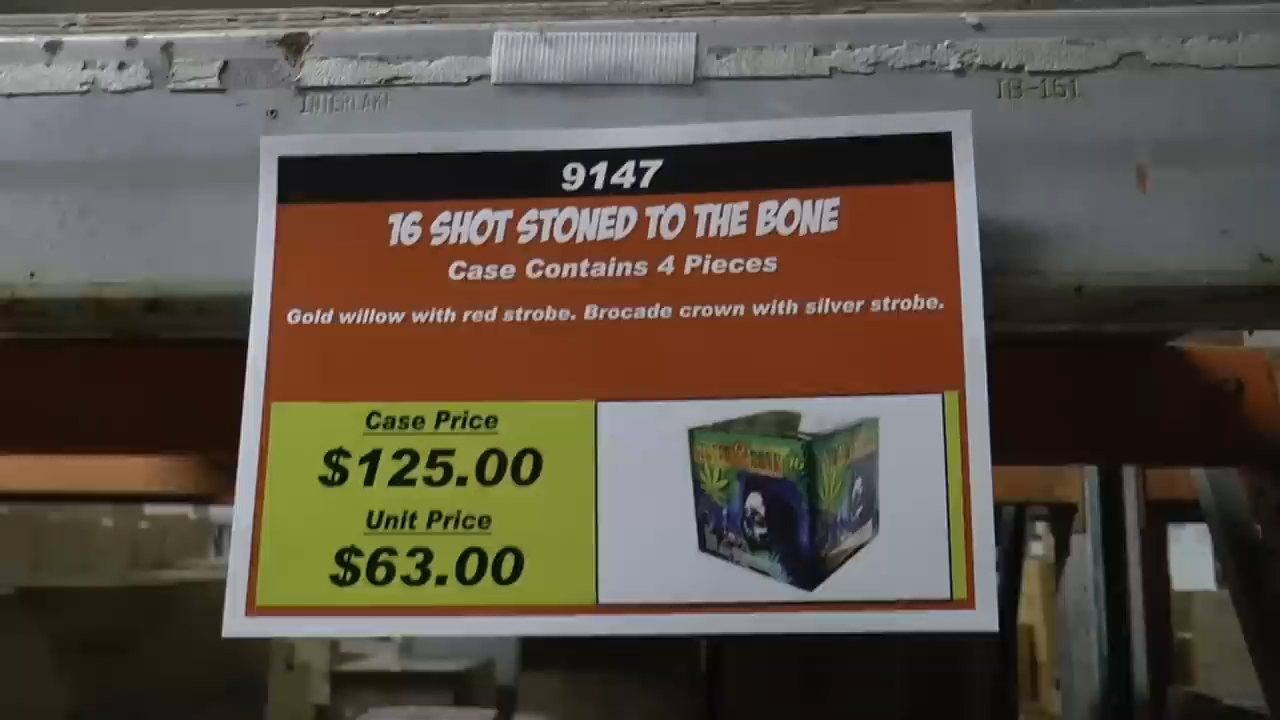 INTERLAKE
IB-161
9147
16 SHOT STONED TO THE BONE
Case Contains 4 Pieces
Gold willow with red strobe. Brocade crown with silver strobe.
Case Price
$125.00
Unit Price
$63.00